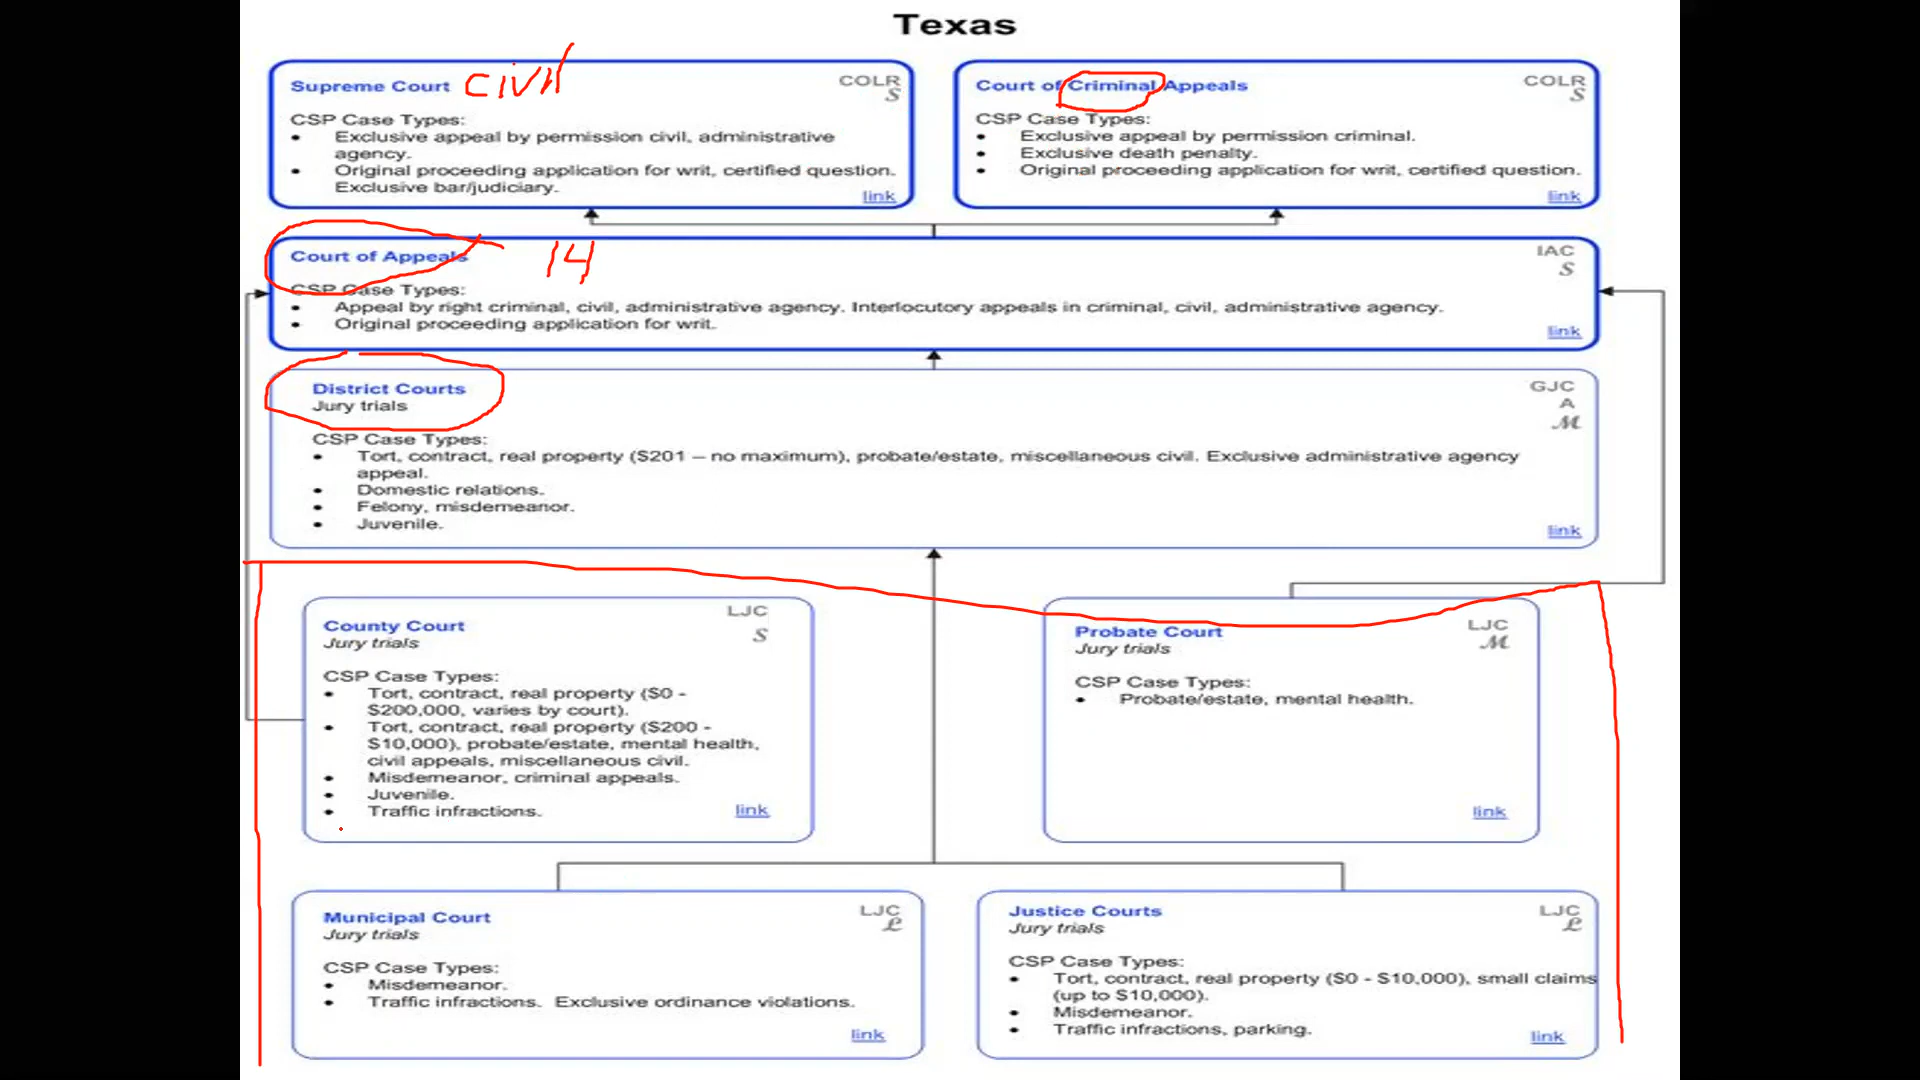 Texas
Supreme Court civil COLR
S
CSP Case Types:
• Exclusive appeal by permission civil, administrative
agency.
• Original proceeding application for writ, certified question.
Exclusive bar/judiciary.
link
Court of Criminal Appeals COLR
S
CSP Case Types:
• Exclusive appeal by permission criminal.
• Exclusive death penalty.
• Original proceeding application for writ, certified question.
link
Court of Appeals 14 IAC
S
CSP Case Types:
• Appeal by right criminal, civil, administrative agency. Interlocutory appeals in criminal, civil, administrative agency.
• Original proceeding application for writ.
link
District Courts GJC
Jury trials A
M
CSP Case Types:
• Tort, contract, real property ($201 – no maximum), probate/estate, miscellaneous civil. Exclusive administrative agency
appeal.
• Domestic relations.
• Felony, misdemeanor.
• Juvenile.
link
County Court LJC
Jury trials S
CSP Case Types:
• Tort, contract, real property ($0 -
$200,000, varies by court).
• Tort, contract, real property ($200 -
$10,000), probate/estate, mental health,
civil appeals, miscellaneous civil.
• Misdemeanor, criminal appeals.
• Juvenile.
• Traffic infractions.
link
Probate Court LJC
Jury trials M
CSP Case Types:
• Probate/estate, mental health.
link
Municipal Court LJC
Jury trials L
CSP Case Types:
• Misdemeanor.
• Traffic infractions. Exclusive ordinance violations.
link
Justice Courts LJC
Jury trials L
CSP Case Types:
• Tort, contract, real property ($0 - $10,000), small claims
(up to $10,000).
• Misdemeanor.
• Traffic infractions, parking.
link